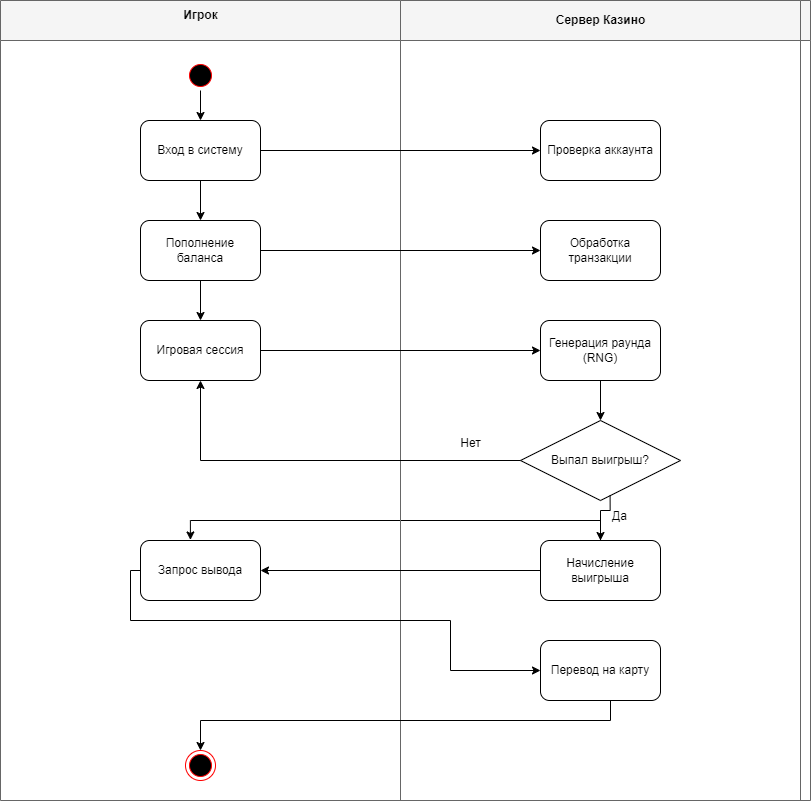 Игрок
Сервер Казино
Вход в систему
Проверка аккаунта
Пополнение
баланса
Обработка
транзакции
Игровая сессия
Генерация раунда
(RNG)
Нет
Выпал выигрыш?
Да
Запрос вывода
Начисление
выигрыша
Перевод на карту